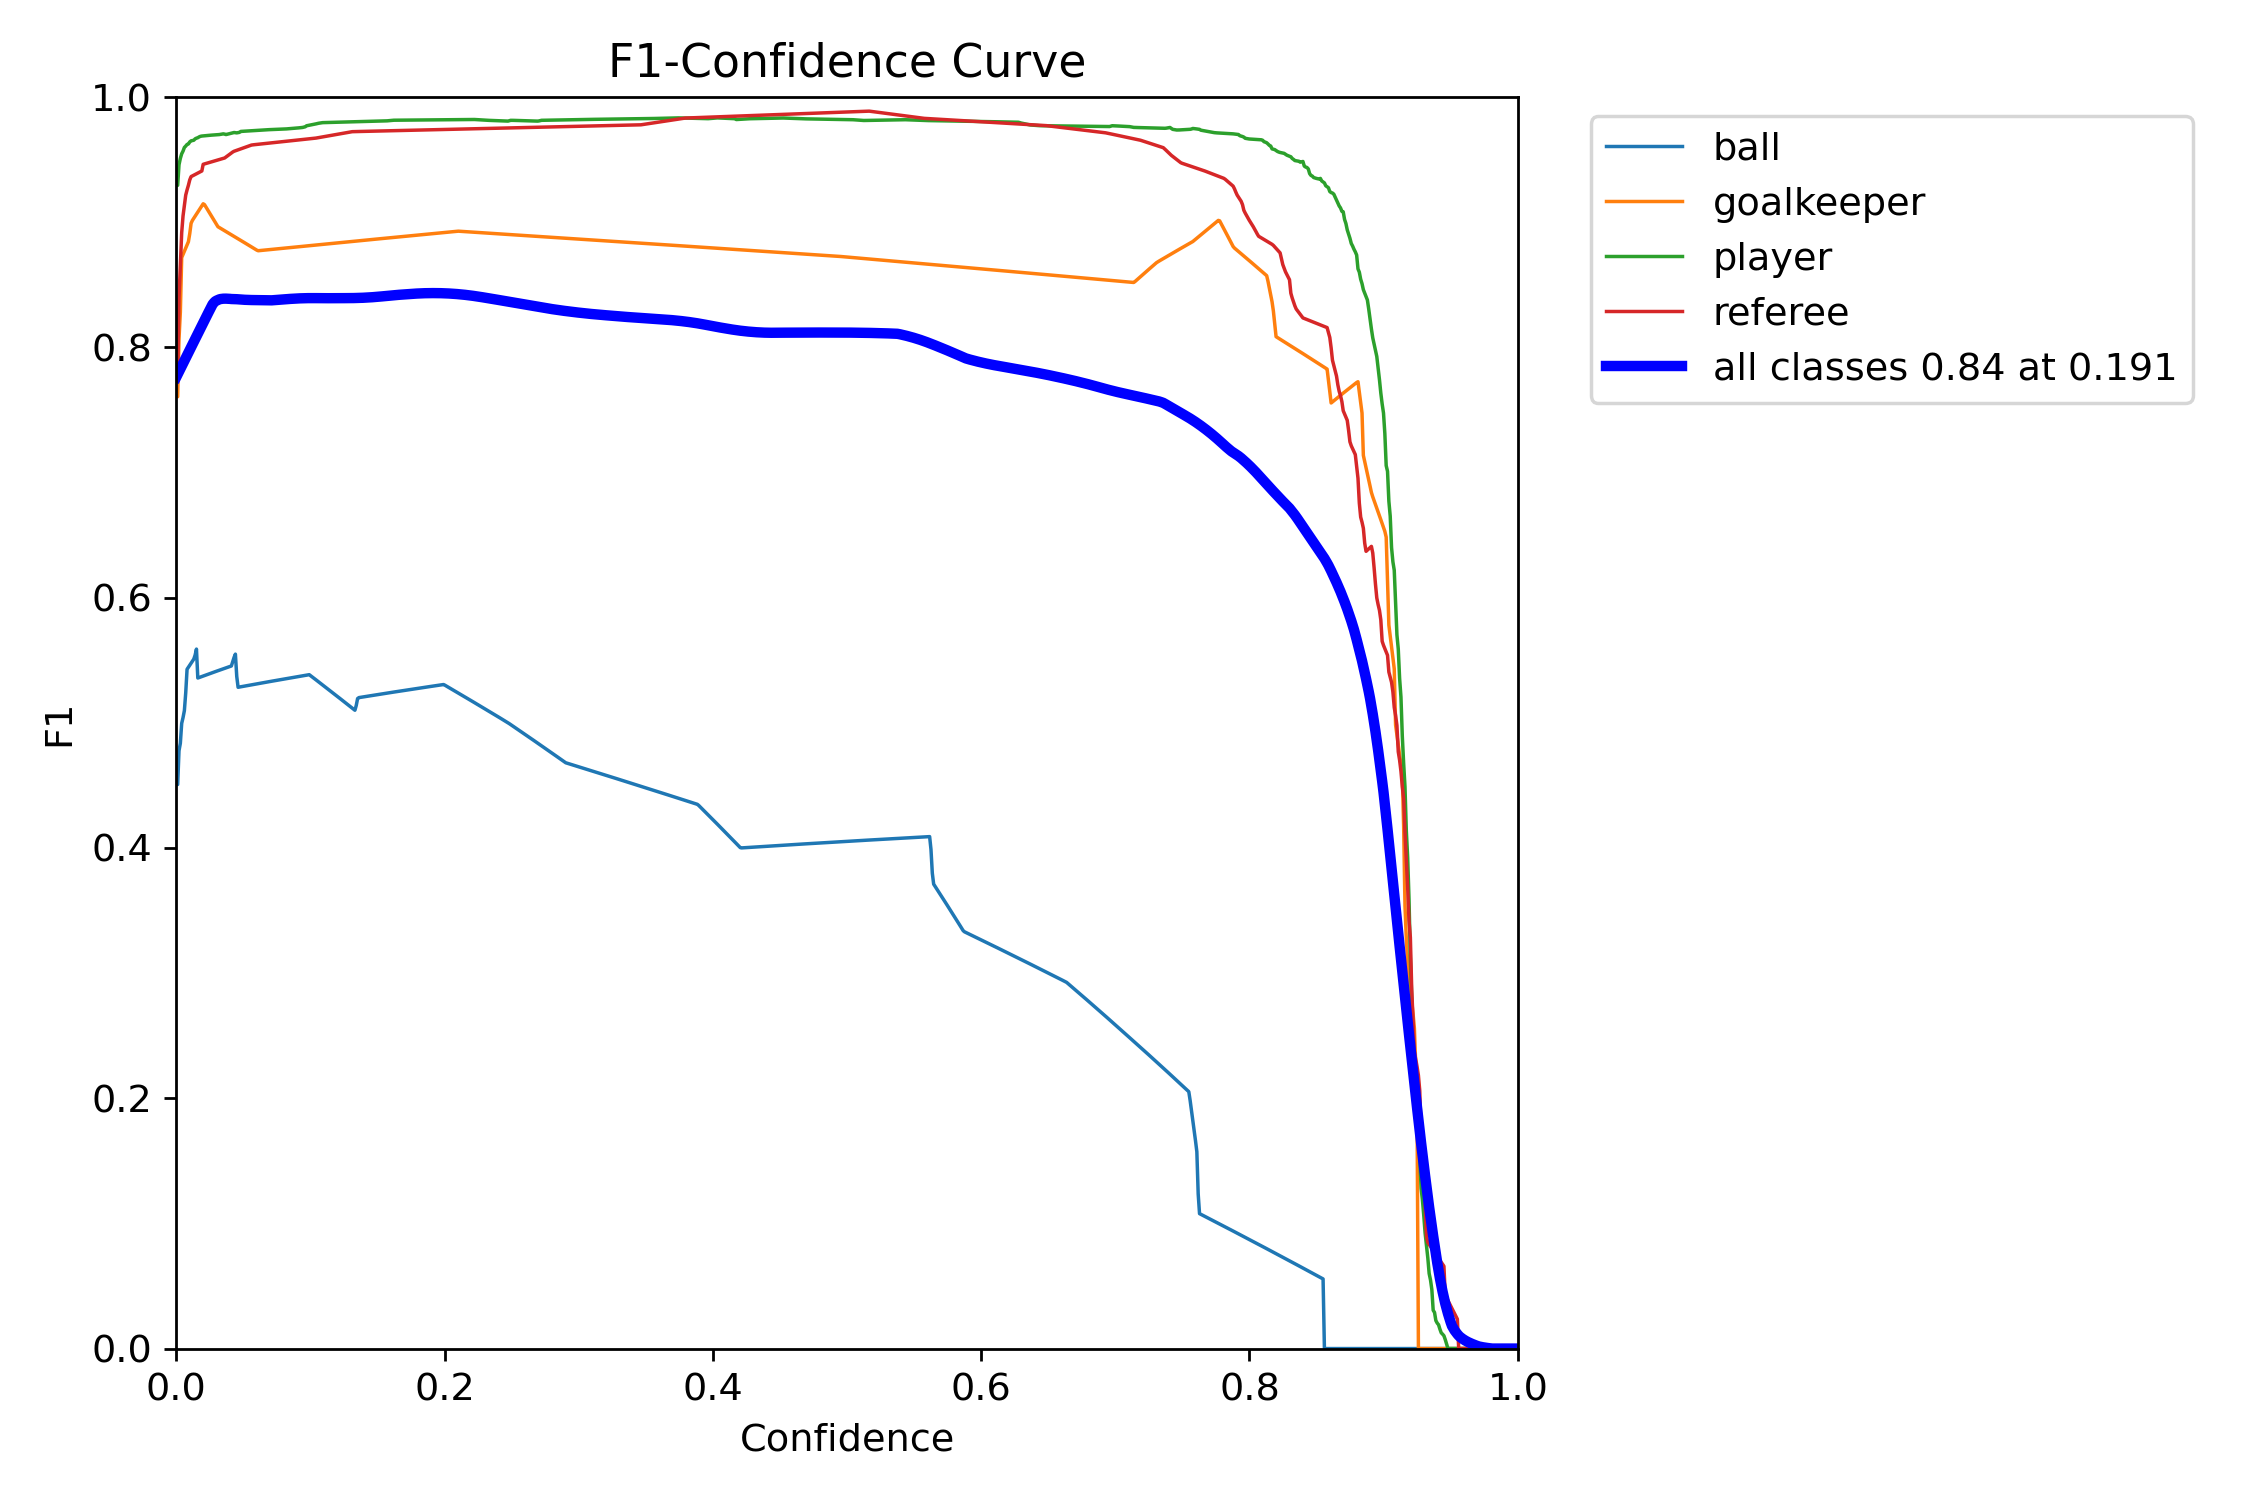 F1-Confidence Curve
1.0
0.8
0.6
0.4
0.2
0.0
F1
0.0 0.2 0.4 0.6 0.8 1.0
Confidence
ball
goalkeeper
player
referee
all classes 0.84 at 0.191